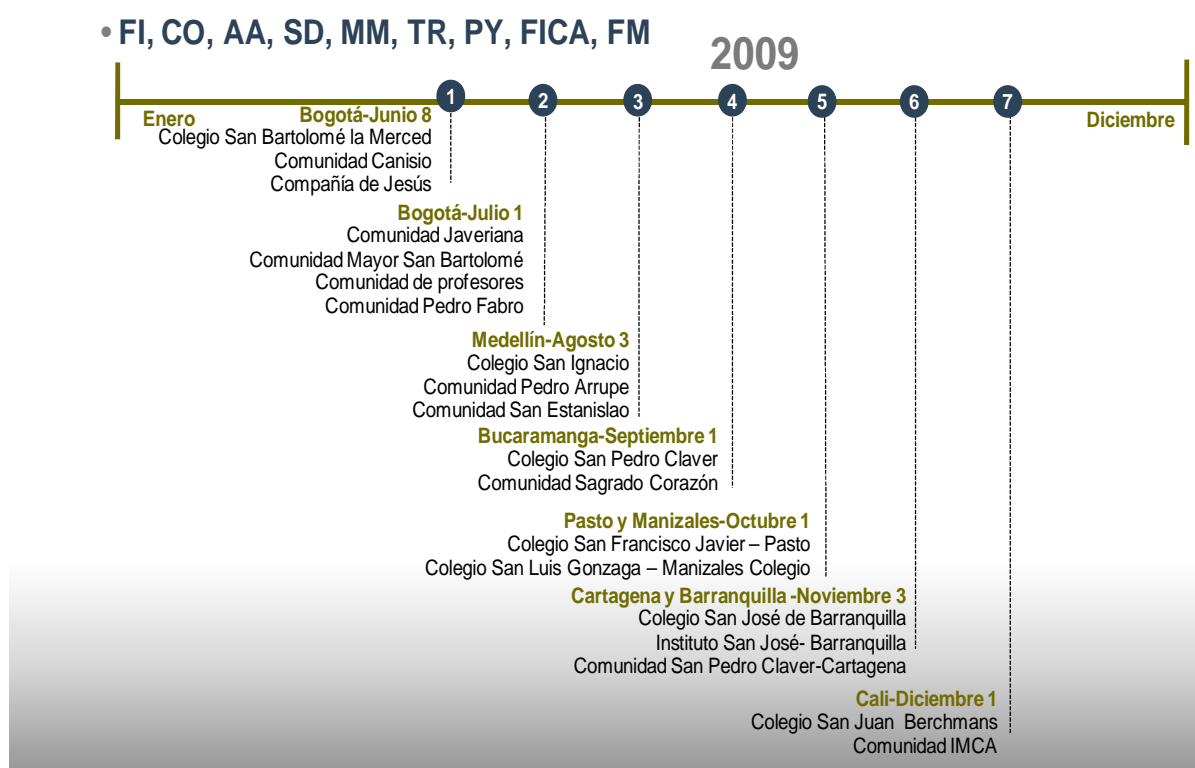 • FI, CO, AA, SD, MM, TR, PY, FICA, FM
2009
1 2 3 4 5 6 7
Enero
Diciembre
Bogotá-Junio 8
Colegio San Bartolomé la Merced
Comunidad Canisio
Compañía de Jesús
Bogotá-Julio 1
Comunidad Javeriana
Comunidad Mayor San Bartolomé
Comunidad de profesores
Comunidad Pedro Fabro
Medellín-Agosto 3
Colegio San Ignacio
Comunidad Pedro Arrupe
Comunidad San Estanislao
Bucaramanga-Septiembre 1
Colegio San Pedro Claver
Comunidad Sagrado Corazón
Pasto y Manizales-Octubre 1
Colegio San Francisco Javier – Pasto
Colegio San Luis Gonzaga – Manizales Colegio
Cartagena y Barranquilla -Noviembre 3
Colegio San José de Barranquilla
Instituto San José- Barranquilla
Comunidad San Pedro Claver-Cartagena
Cali-Diciembre 1
Colegio San Juan Berchmans
Comunidad IMCA